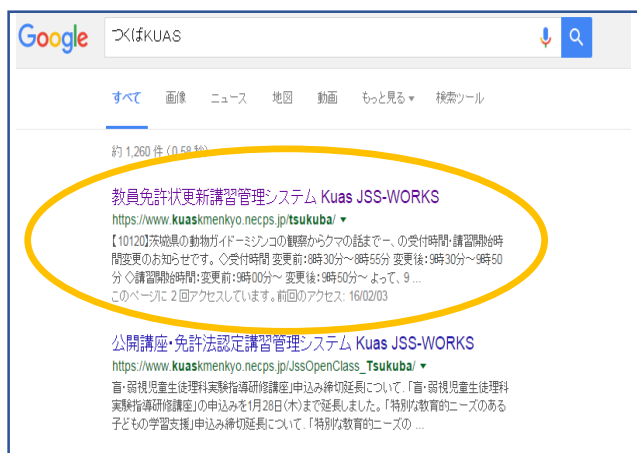 Google つくばKUAS
すべて 画像 ニュース 地図 動画 もっと見る▼ 検索ツール
約 1,260 件 (0.58 秒)
教員免許状更新講習管理システム Kuas JSS-WORKS
https://www.kuaskmenkyo.necps.jp/tsukuba/ ▼
【10120】茨城県の動物ガイドーミジンコの観察からクマの話まで一、の受付時間・講習開始時
間変更のお知らせです。 ◇受付時間 変更前:8時30分～8時55分 変更後:9時30分～9時50
分 ◇講習開始時間:変更前:9時00分～ 変更後:9時50分～ よって、9 ...
このページに 2 回アクセスしています。前回のアクセス: 16/02/03
公開講座・免許法認定講習管理システム Kuas JSS-WORKS
https://www.kuaskmenkyo.necps.jp/JssOpenClass_Tsukuba/ ▼
盲・弱視児童生徒理科実験指導研修講座」申込み締切延長について. 「盲・弱視児童生徒理科
実験指導研修講座」の申込みを1月28日(木)まで延長しました。「特別な教育的ニーズのある
子どもの学習支援」申込み締切延長について. 「特別な教育的ニーズの ...